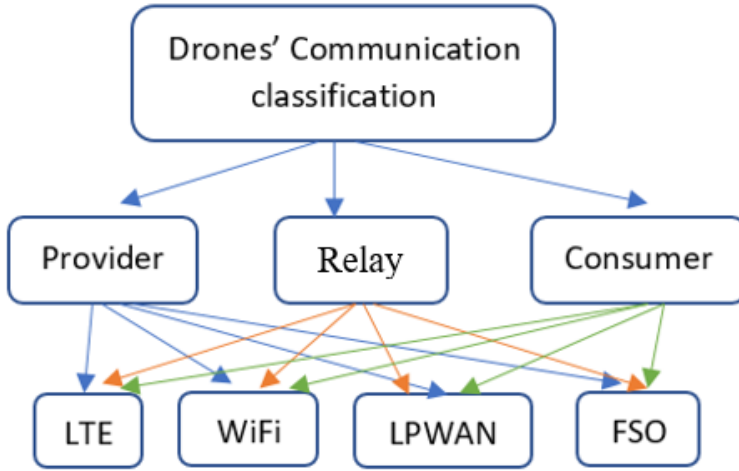 Drones’ Communication
classification
Provider
Relay
Consumer
LTE
WiFi
LPWAN
FSO